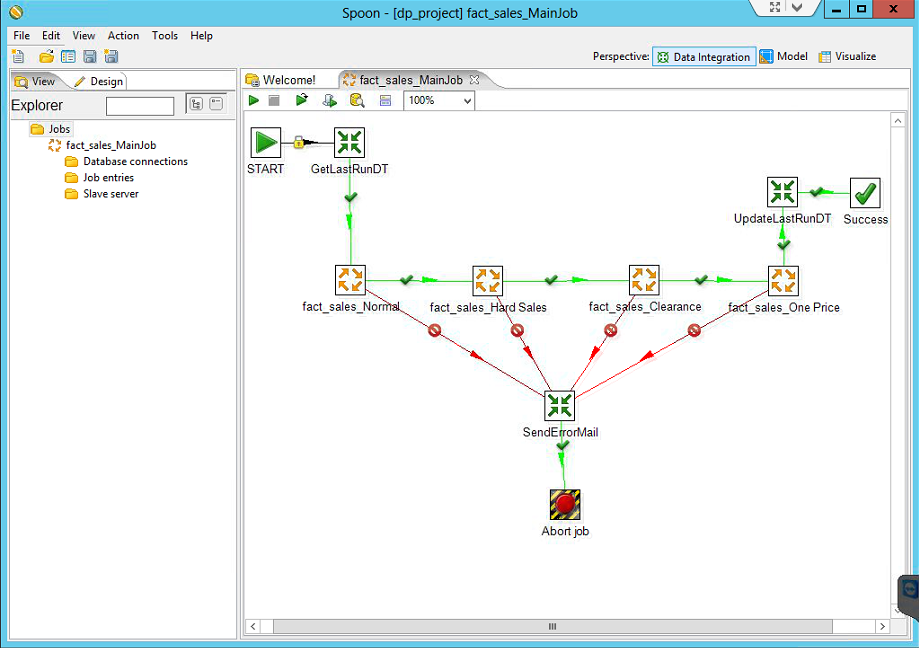 Spoon - [dp_project] fact_sales_MainJob
File Edit View Action Tools Help
Perspective: Data Integration Model Visualize
View Design
Explorer
Jobs
fact_sales_MainJob
Database connections
Job entries
Slave server
Welcome! fact_sales_MainJob
100%
START GetLastRunDT
UpdateLastRunDT Success
fact_sales_Normal fact_sales_Hard Sales fact_sales_Clearance fact_sales_One Price
SendErrorMail
Abort job